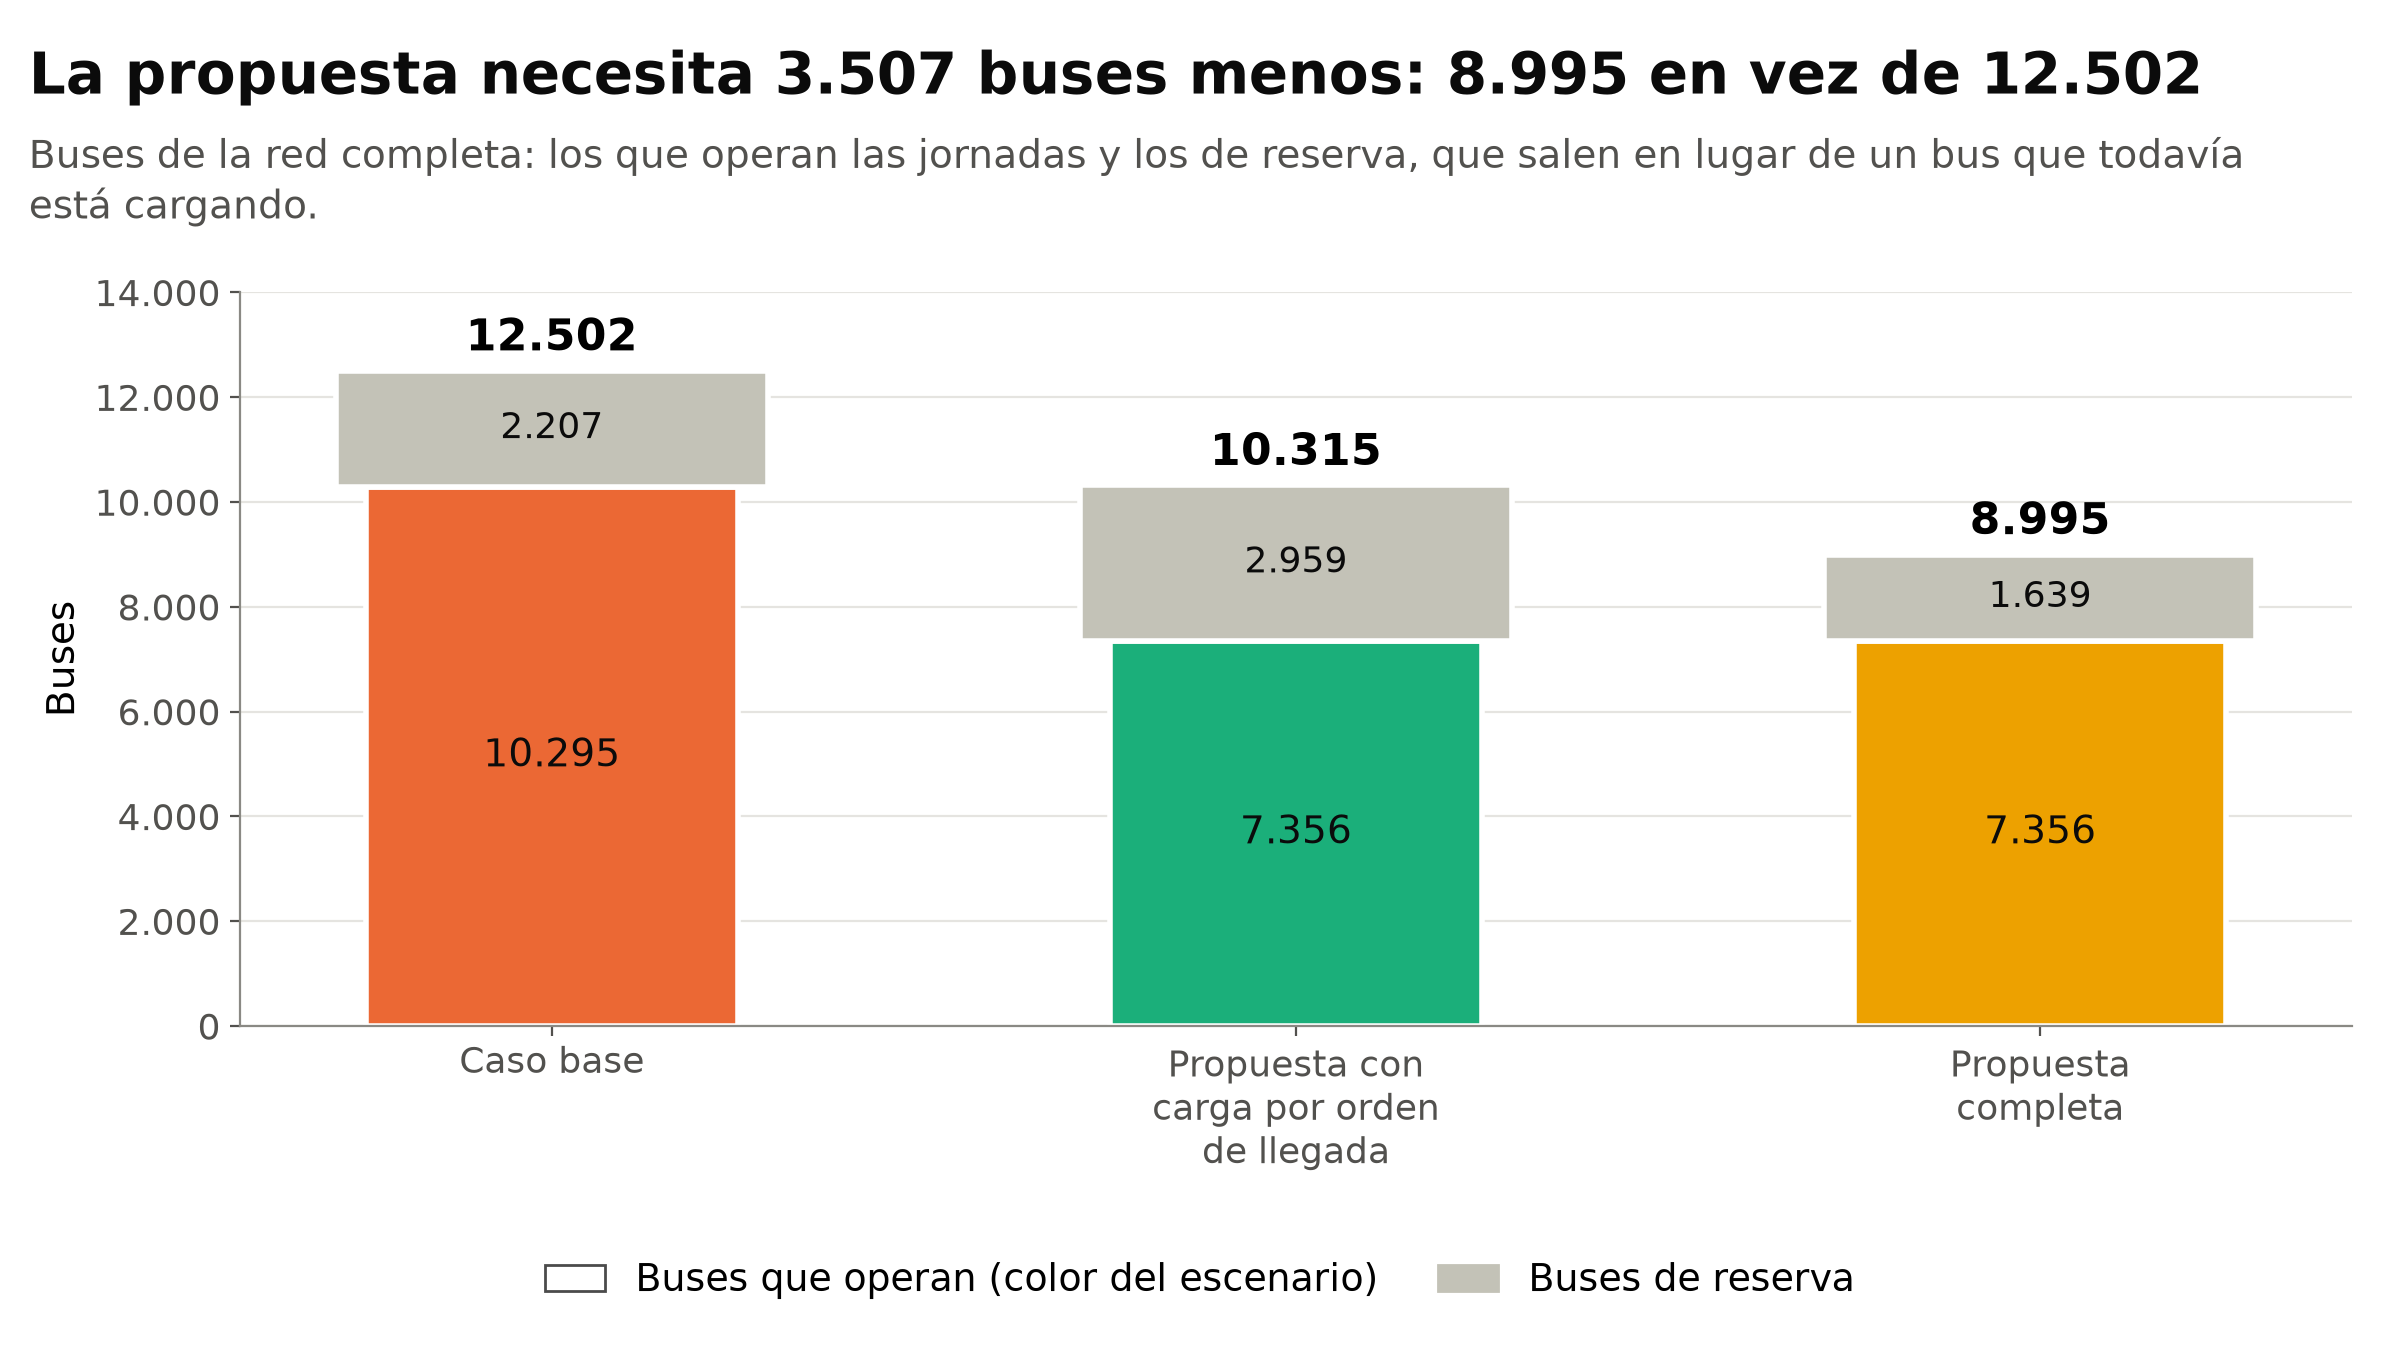 La propuesta necesita 3.507 buses menos: 8.995 en vez de 12.502
Buses de la red completa: los que operan las jornadas y los de reserva, que salen en lugar de un bus que todavía
está cargando.
14.000
12.000
10.000
8.000
6.000
4.000
2.000
0
Buses
12.502
2.207
10.295
10.315
2.959
7.356
8.995
1.639
7.356
Caso base
Propuesta con
carga por orden
de llegada
Propuesta
completa
Buses que operan (color del escenario)
Buses de reserva